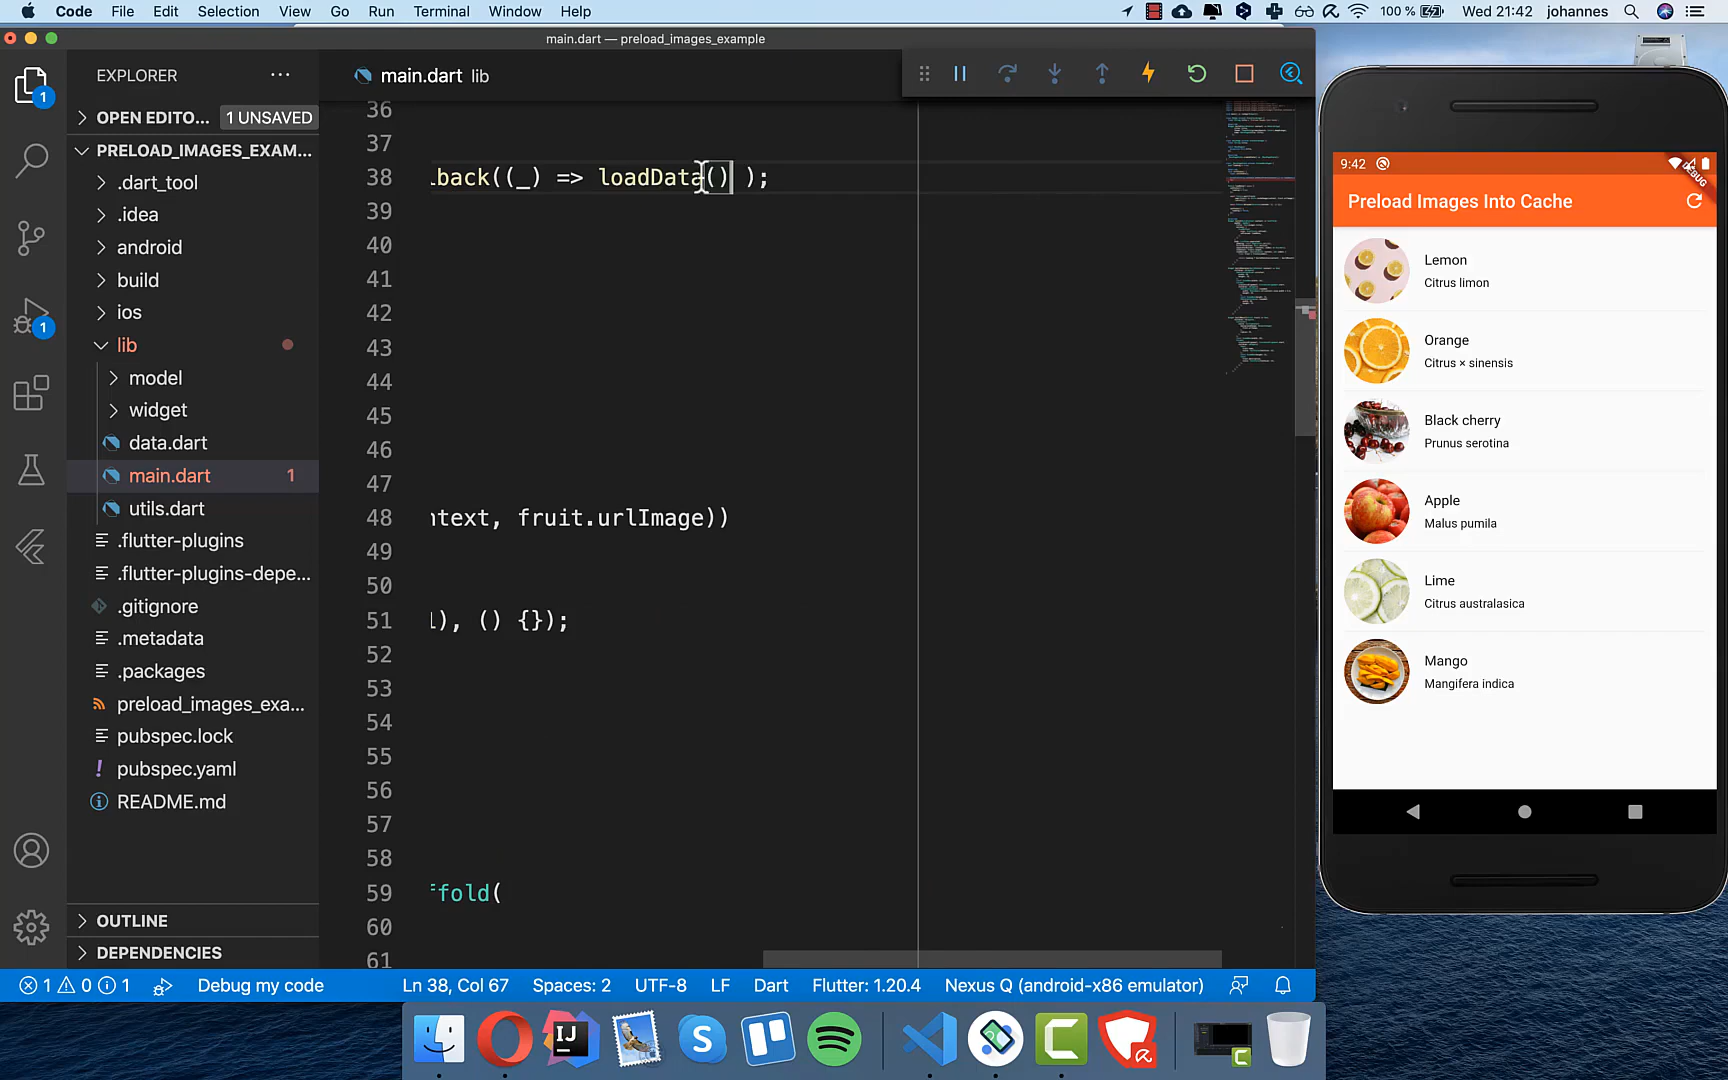 Code File Edit Selection View Go Run Terminal Window Help 100 % Wed 21:42 johannes
main.dart — preload_images_example
EXPLORER
OPEN EDITO... 1 UNSAVED
PRELOAD_IMAGES_EXAM...
.dart_tool
.idea
android
build
ios
lib
model
widget
data.dart
main.dart 1
utils.dart
.flutter-plugins
.flutter-plugins-depe...
.gitignore
.metadata
.packages
preload_images_exa...
pubspec.lock
pubspec.yaml
README.md
OUTLINE
DEPENDENCIES
1
1
main.dart lib
36
37
38 .back((_) => loadData() );
39
40
41
42
43
44
45
46
47
48 ntext, fruit.urlImage))
49
50
51 l), () {});
52
53
54
55
56
57
58
59 ffold(
60
61
1 0 1 Debug my code Ln 38, Col 67 Spaces: 2 UTF-8 LF Dart Flutter: 1.20.4 Nexus Q (android-x86 emulator)
9:42
DEBUG
Preload Images Into Cache
Lemon
Citrus limon
Orange
Citrus × sinensis
Black cherry
Prunus serotina
Apple
Malus pumila
Lime
Citrus australasica
Mango
Mangifera indica
IJ